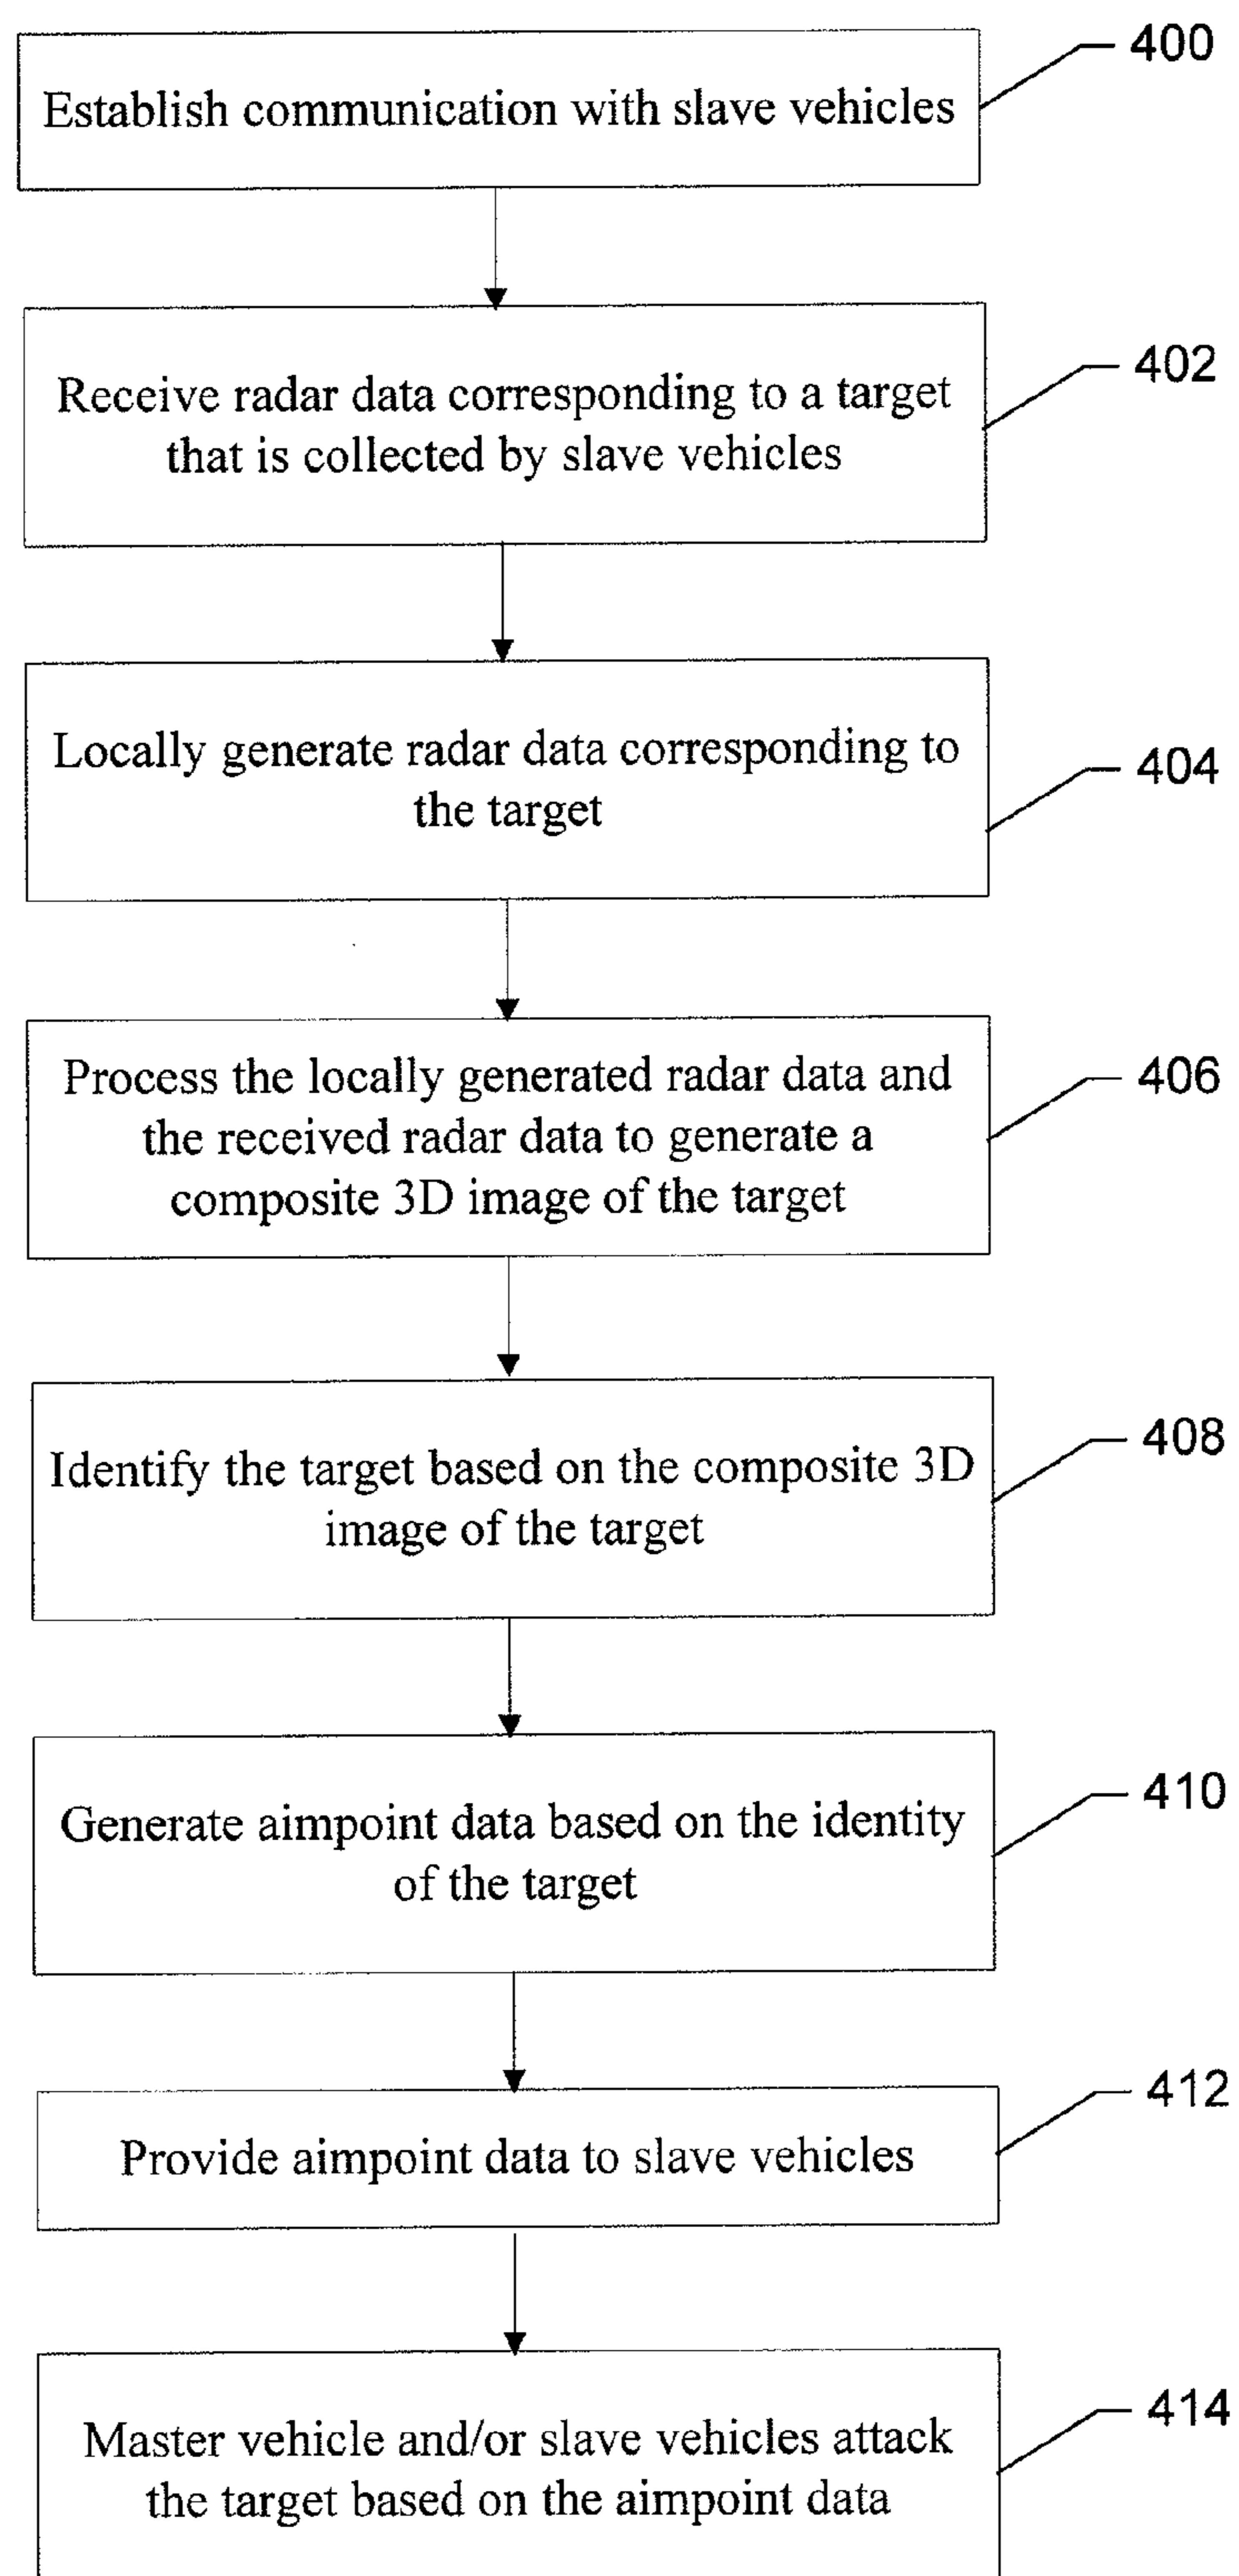 400
Establish communication with slave vehicles
402
Receive radar data corresponding to a target
that is collected by slave vehicles
404
Locally generate radar data corresponding to
the target
406
Process the locally generated radar data and
the received radar data to generate a
composite 3D image of the target
408
Identify the target based on the composite 3D
image of the target
410
Generate aimpoint data based on the identity
of the target
412
Provide aimpoint data to slave vehicles
414
Master vehicle and/or slave vehicles attack
the target based on the aimpoint data